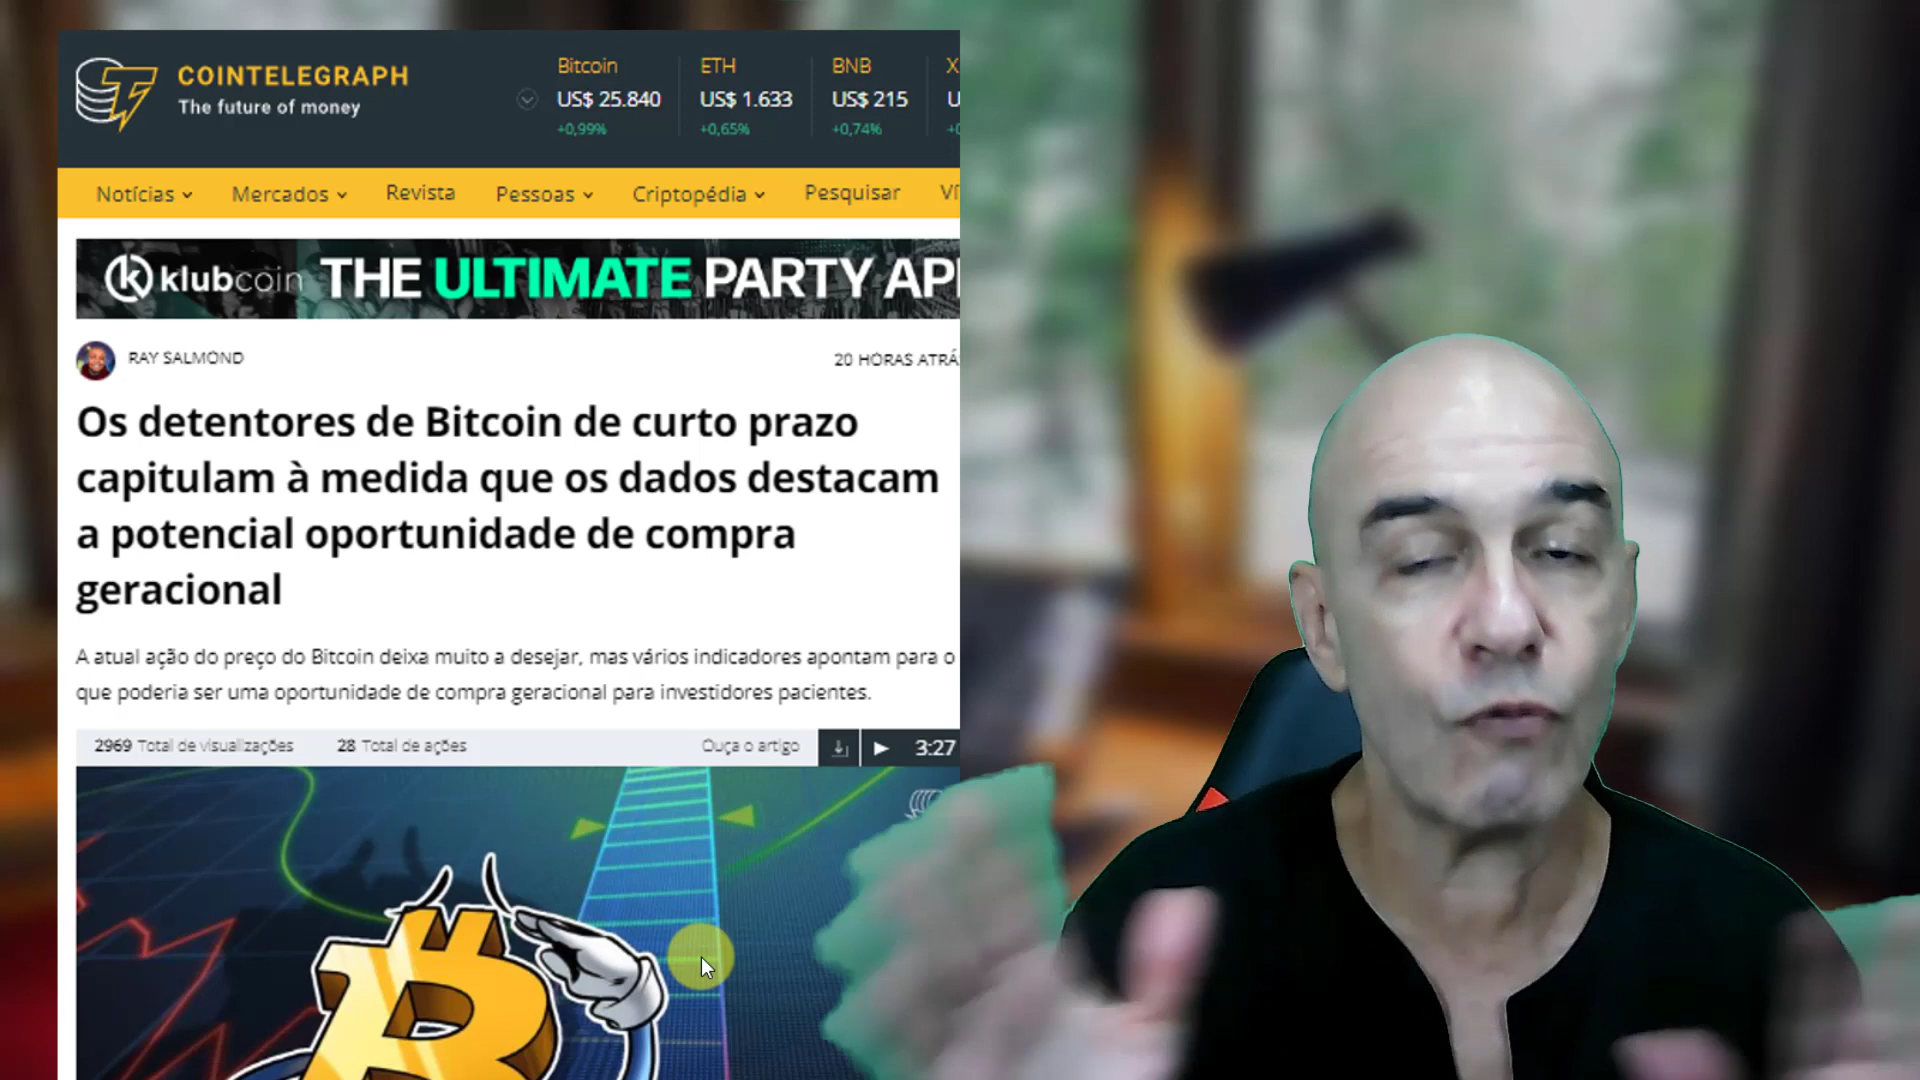 COINTELEGRAPH
The future of money
Bitcoin
US$ 25.840
+0,99%
ETH
US$ 1.633
+0,65%
BNB
US$ 215
+0,74%
X
U
+0
Notícias
Mercados
Revista
Pessoas
Criptopédia
Pesquisar
VÍ
klubcoin THE ULTIMATE PARTY AP
RAY SALMOND
20 HORAS ATRÁS
Os detentores de Bitcoin de curto prazo
capitulam à medida que os dados destacam
a potencial oportunidade de compra
geracional
A atual ação do preço do Bitcoin deixa muito a desejar, mas vários indicadores apontam para o
que poderia ser uma oportunidade de compra geracional para investidores pacientes.
2969 Total de visualizações
28 Total de ações
Ouça o artigo
3:27